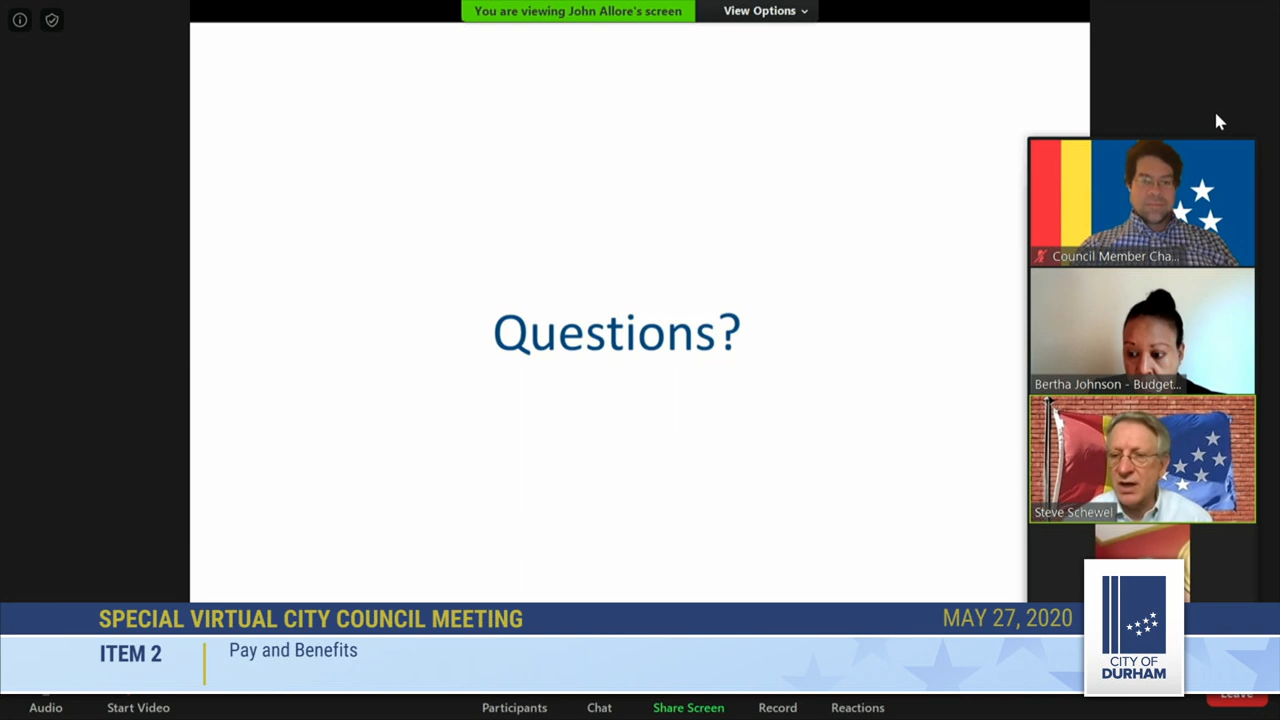 You are viewing John Allore's screen
View Options
Questions?
Council Member Cha...
Bertha Johnson - Budget...
Steve Schewel
SPECIAL VIRTUAL CITY COUNCIL MEETING
MAY 27, 2020
ITEM 2
Pay and Benefits
CITY OF
DURHAM
Audio
Start Video
Participants
Chat
Share Screen
Record
Reactions
Leave